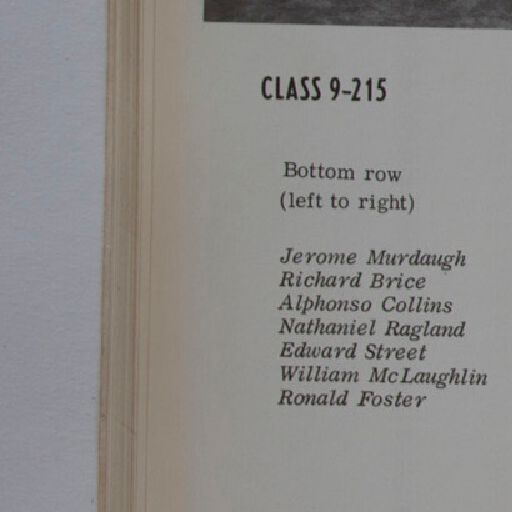 CLASS 9-215
Bottom row
(left to right)
Jerome Murdaugh
Richard Brice
Alphonso Collins
Nathaniel Ragland
Edward Street
William McLaughlin
Ronald Foster